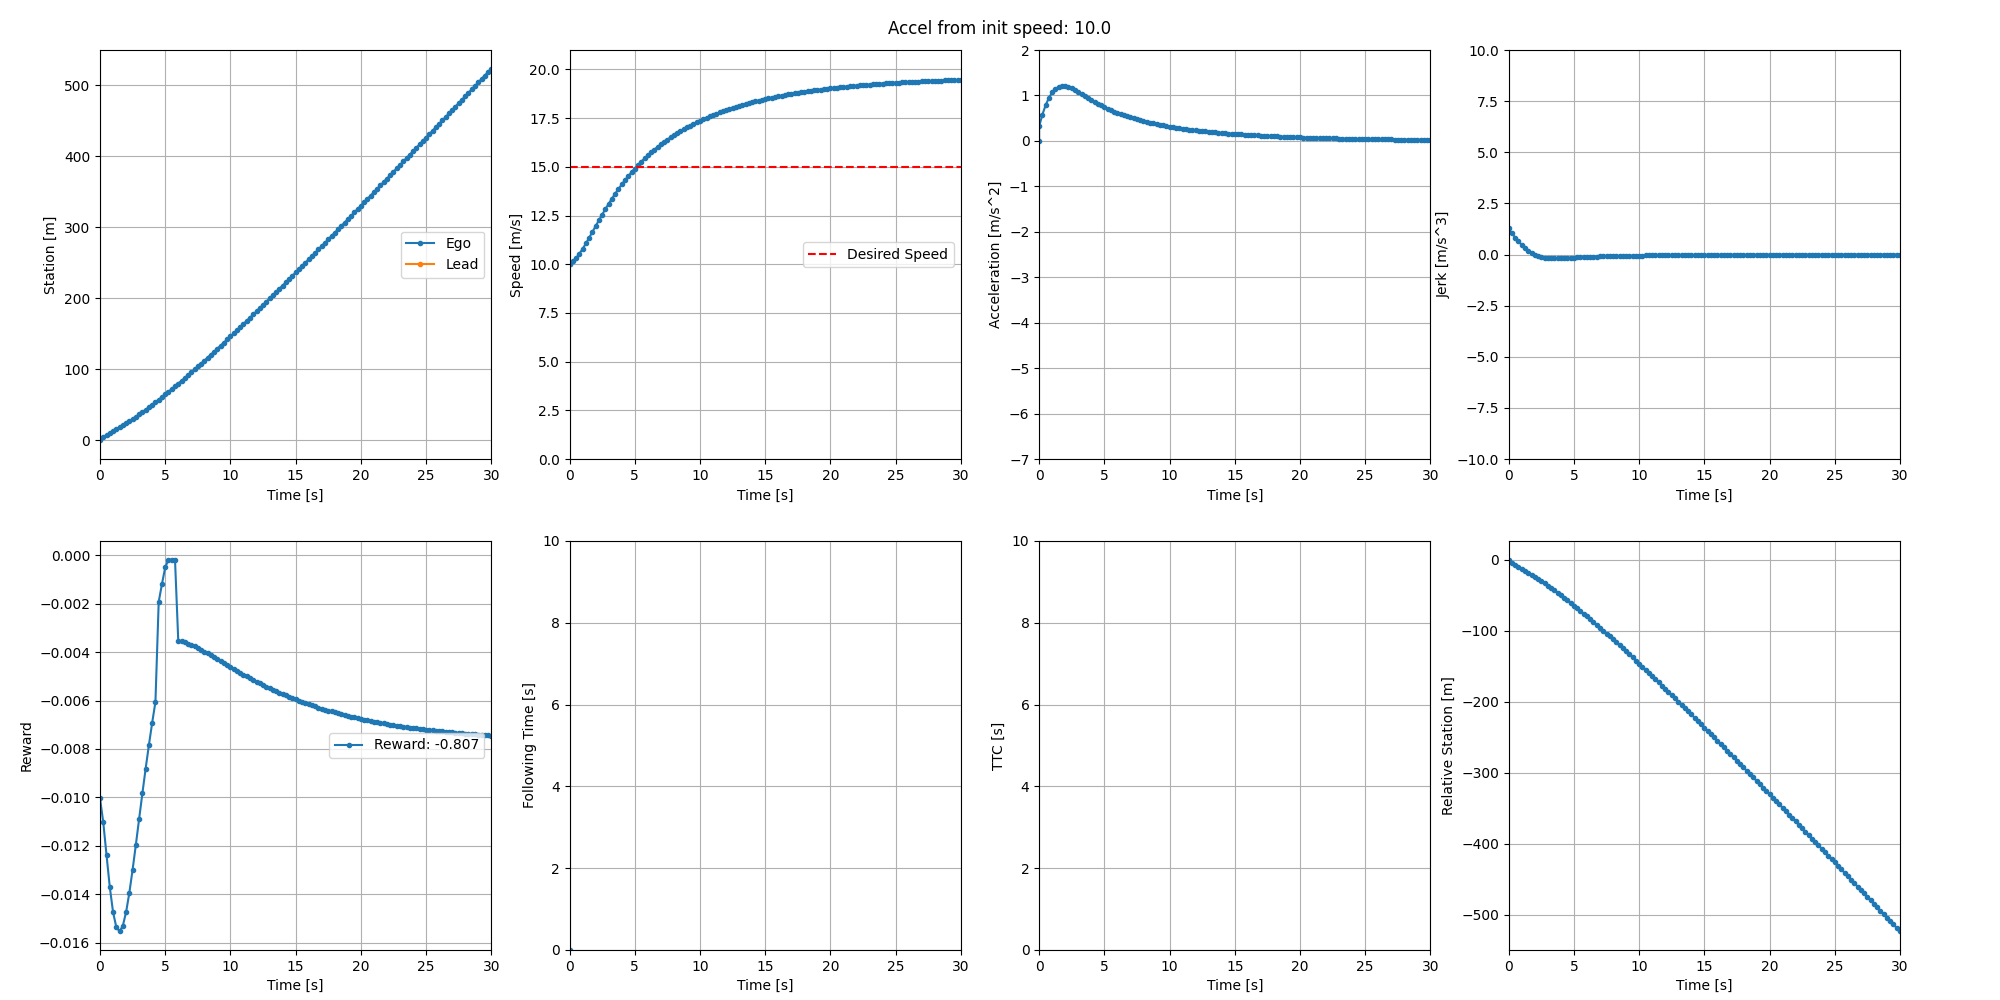 Accel from init speed: 10.0
Station [m]
500
400
300
200
100
0
Ego
Lead
0 5 10 15 20 25 30
Time [s]
Speed [m/s]
20.0
17.5
15.0
12.5
10.0
7.5
5.0
2.5
0.0
Desired Speed
0 5 10 15 20 25 30
Time [s]
Acceleration [m/s^2]
2
1
0
−1
−2
−3
−4
−5
−6
−7
0 5 10 15 20 25 30
Time [s]
Jerk [m/s^3]
10.0
7.5
5.0
2.5
0.0
−2.5
−5.0
−7.5
−10.0
0 5 10 15 20 25 30
Time [s]
Reward
0.000
−0.002
−0.004
−0.006
−0.008
−0.010
−0.012
−0.014
−0.016
Reward: -0.807
0 5 10 15 20 25 30
Time [s]
Following Time [s]
10
8
6
4
2
0
0 5 10 15 20 25 30
Time [s]
TTC [s]
10
8
6
4
2
0
0 5 10 15 20 25 30
Time [s]
Relative Station [m]
0
−100
−200
−300
−400
−500
0 5 10 15 20 25 30
Time [s]